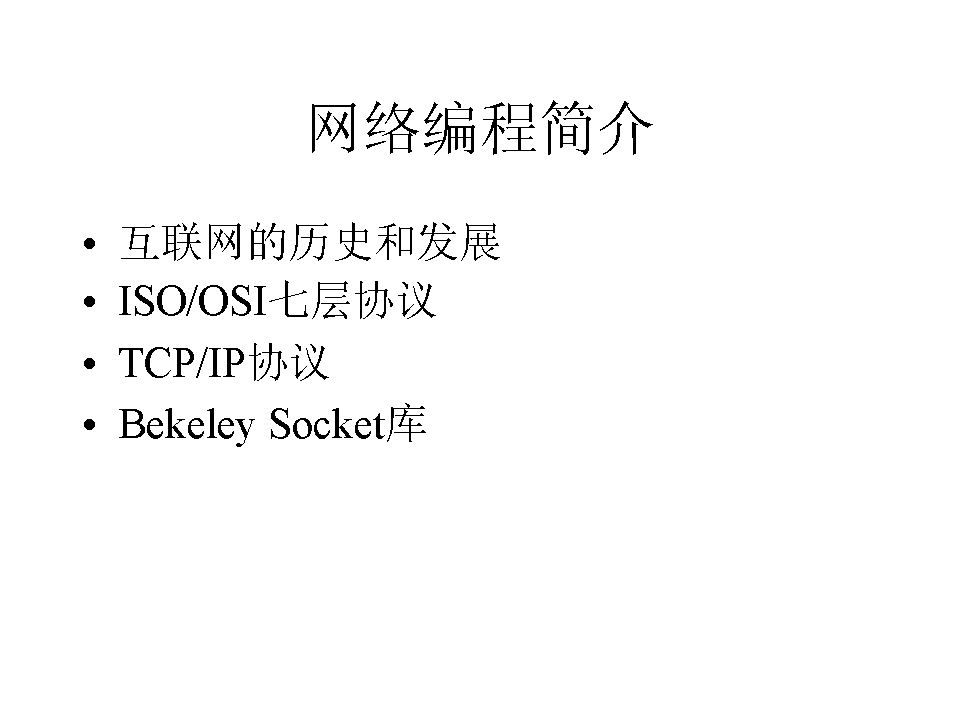 网络编程简介
• 互联网的历史和发展
• ISO/OSI七层协议
• TCP/IP协议
• Bekeley Socket库